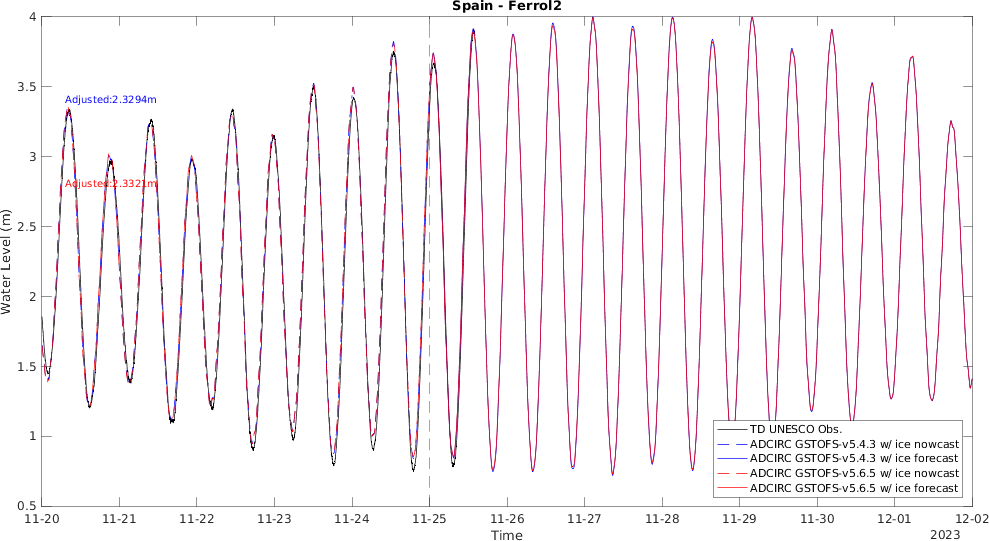 Spain - Ferrol2
4
3.5
3
2.5
2
1.5
1
0.5
Water Level (m)
Adjusted:2.3294m
Adjusted:2.3321m
TD UNESCO Obs.
ADCIRC GSTOFS-v5.4.3 w/ ice nowcast
ADCIRC GSTOFS-v5.4.3 w/ ice forecast
ADCIRC GSTOFS-v5.6.5 w/ ice nowcast
ADCIRC GSTOFS-v5.6.5 w/ ice forecast
11-20 11-21 11-22 11-23 11-24 11-25 11-26 11-27 11-28 11-29 11-30 12-01 12-02
Time
2023